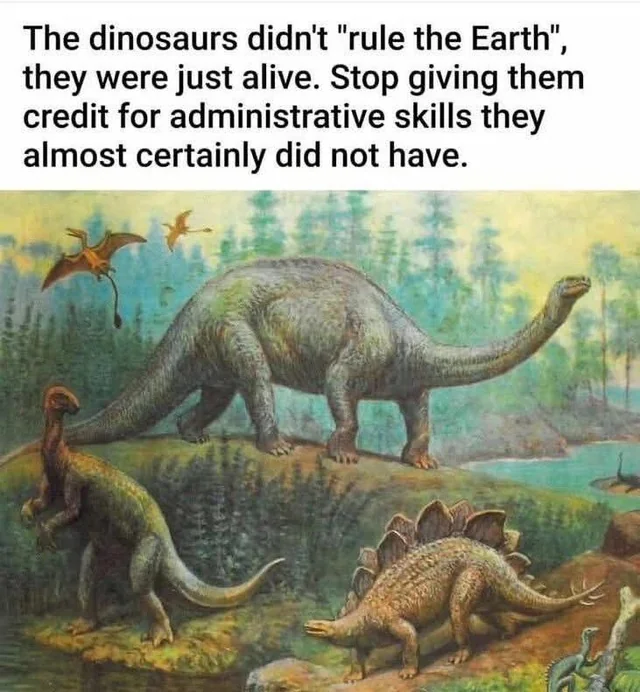 The dinosaurs didn't "rule the Earth",
they were just alive. Stop giving them
credit for administrative skills they
almost certainly did not have.